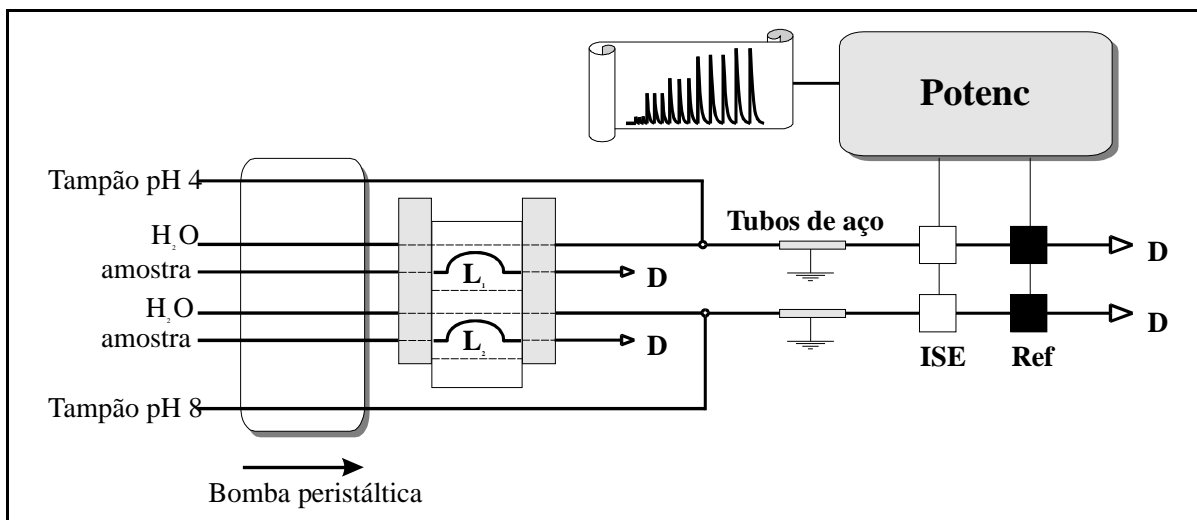 Potenc
Tampão pH 4
Tubos de aço
H₂O
D
amostra
L₁
D
H₂O
D
amostra
L₂
D
ISE
Ref
Tampão pH 8
Bomba peristáltica